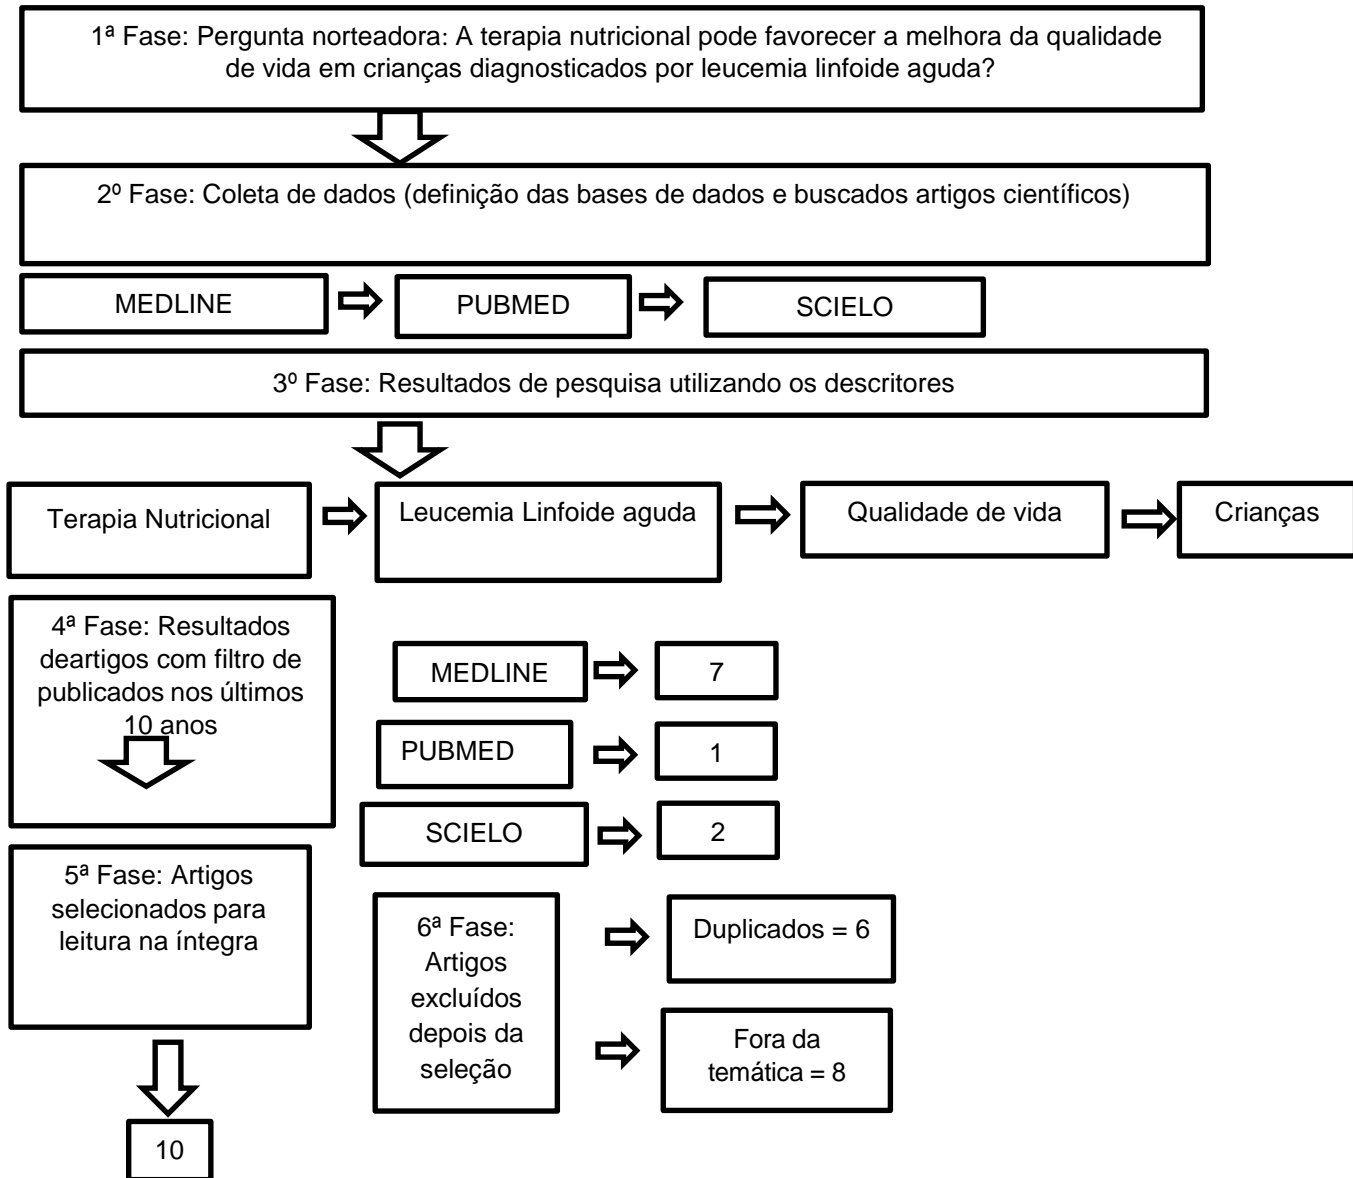 1ª Fase: Pergunta norteadora: A terapia nutricional pode favorecer a melhora da qualidade
de vida em crianças diagnosticados por leucemia linfoide aguda?
2º Fase: Coleta de dados (definição das bases de dados e buscados artigos científicos)
MEDLINE
PUBMED
SCIELO
3º Fase: Resultados de pesquisa utilizando os descritores
Terapia Nutricional
Leucemia Linfoide aguda
Qualidade de vida
Crianças
4ª Fase: Resultados
deartigos com filtro de
publicados nos últimos
10 anos
MEDLINE
7
PUBMED
1
SCIELO
2
5ª Fase: Artigos
selecionados para
leitura na íntegra
10
6ª Fase:
Artigos
excluídos
depois da
seleção
Duplicados = 6
Fora da
temática = 8